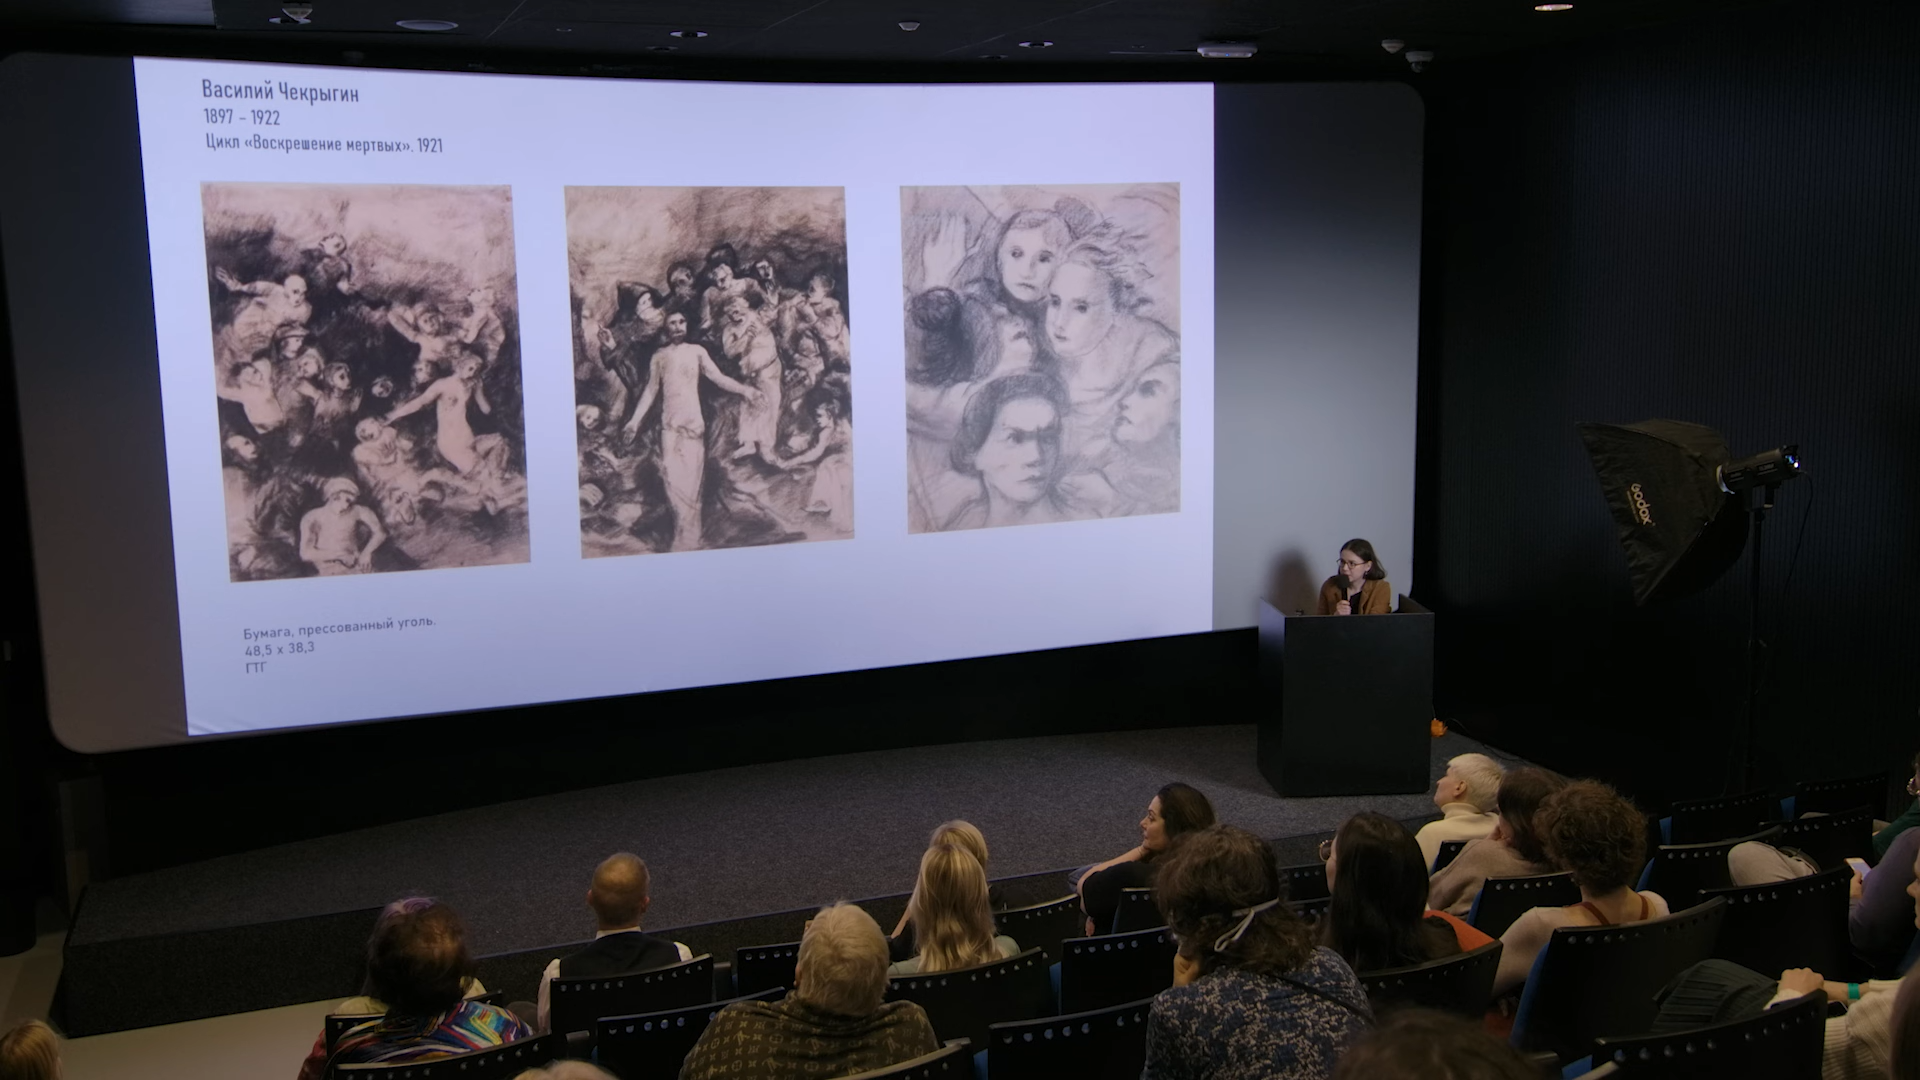 Василий Чекрыгин
1897 – 1922
Цикл «Воскрешение мертвых». 1921
Бумага, прессованный уголь.
48,5 x 38,3
ГТГ
Godox